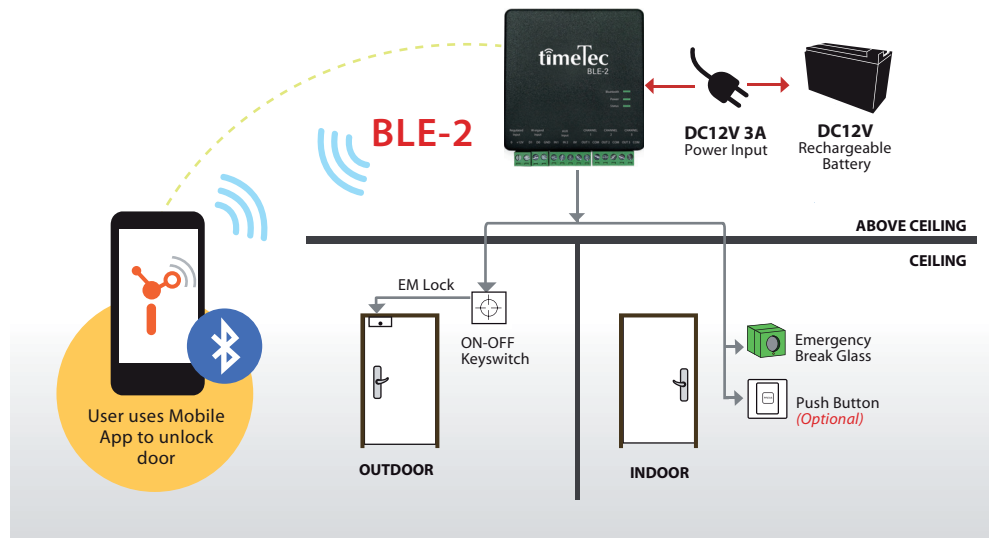 timeTec
BLE-2
BLE-2
DC12V 3A
Power Input
DC12V
Rechargeable
Battery
ABOVE CEILING
CEILING
EM Lock
ON-OFF
Keyswitch
Emergency
Break Glass
Push Button
(Optional)
User uses Mobile
App to unlock
door
OUTDOOR
INDOOR